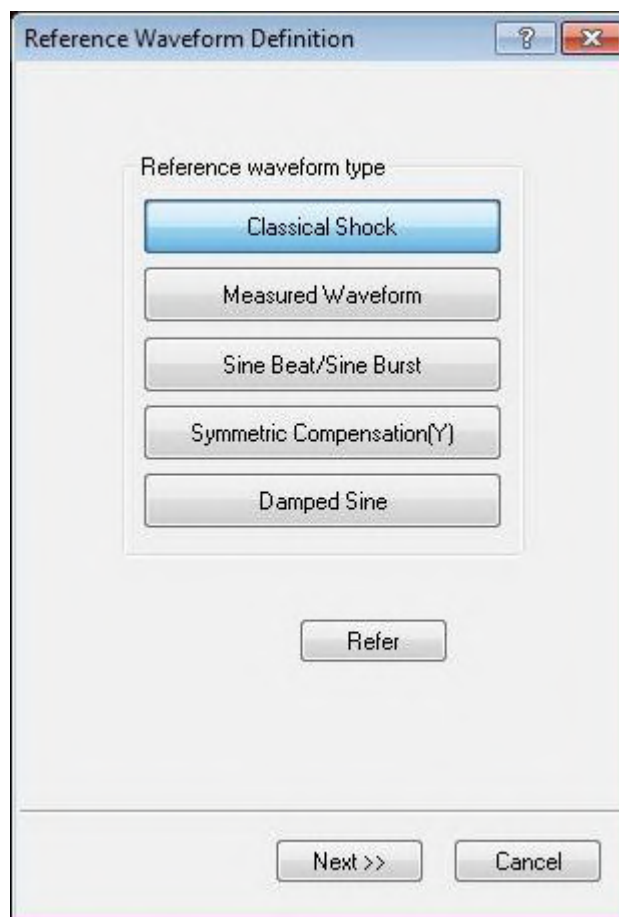 Reference Waveform Definition
Reference waveform type
Classical Shock
Measured Waveform
Sine Beat/Sine Burst
Symmetric Compensation(Y)
Damped Sine
Refer
Next >>
Cancel